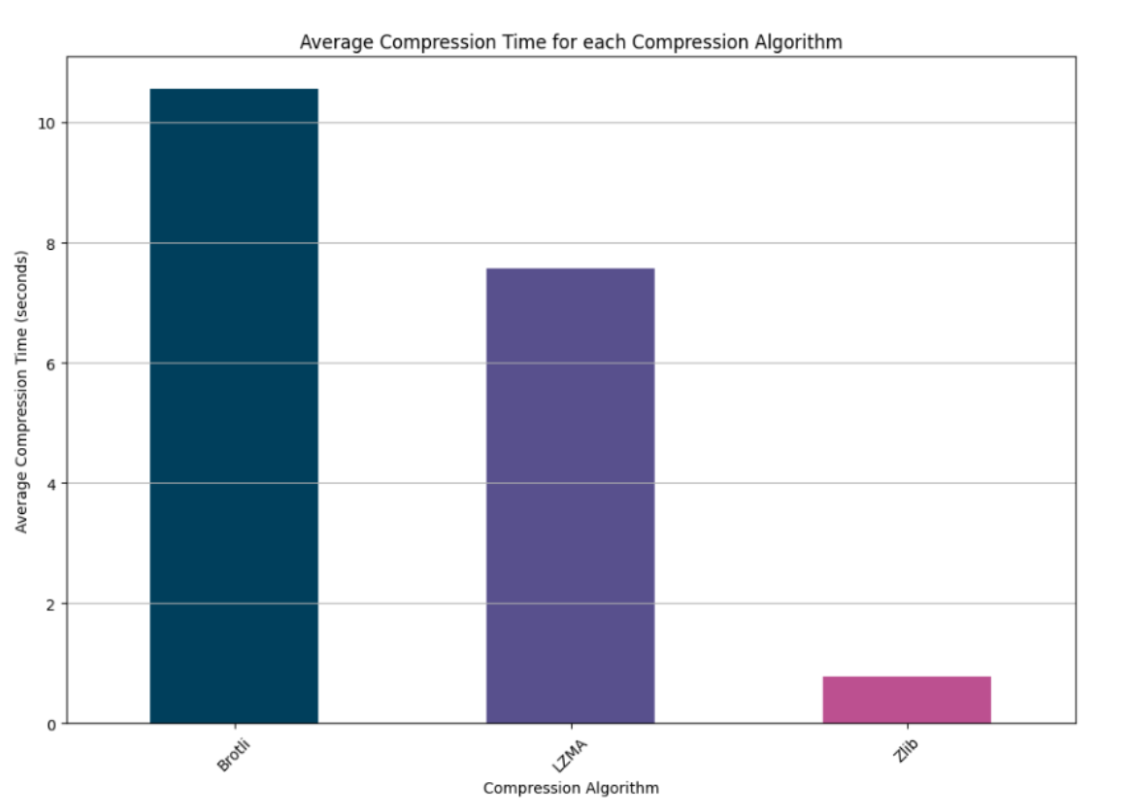 Average Compression Time for each Compression Algorithm
Average Compression Time (seconds)
10
8
6
4
2
0
Brotli
LZMA
Zlib
Compression Algorithm